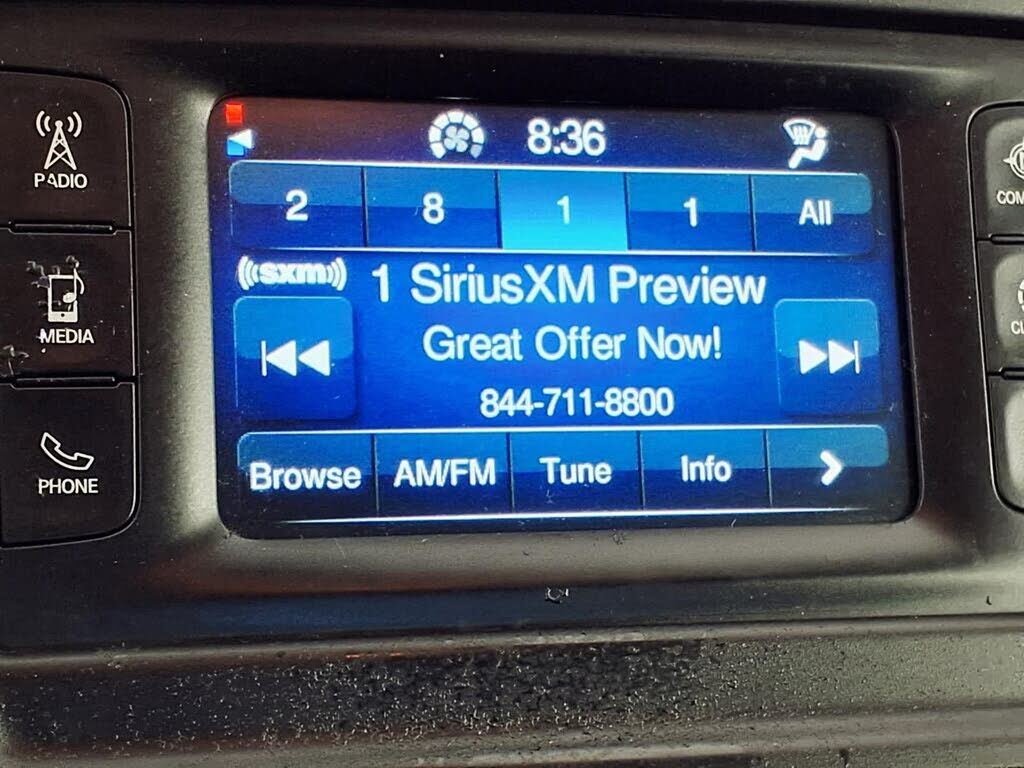 8:36
2 8 1 1 All
sxm 1 SiriusXM Preview
Great Offer Now!
844-711-8800
Browse AM/FM Tune Info
RADIO
MEDIA
PHONE